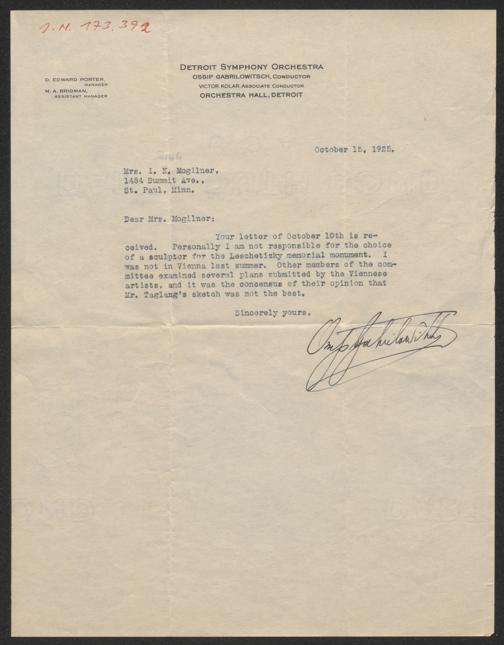 I.N. 173.392
DETROIT SYMPHONY ORCHESTRA
OSSIP GABRILOWITSCH, CONDUCTOR
VICTOR KOLAR, ASSOCIATE CONDUCTOR
ORCHESTRA HALL, DETROIT
D. EDWARD PORTER,
MANAGER
M. A. BRIGMAN,
ASSISTANT MANAGER
October 15, 1925.
Mrs. I. N. Mogilner.
1484 Summit Ave.,
St. Paul, Minn.
Dear Mrs. Mogilner:
Your letter of October 10th is re-
ceived. Personally I am not responsible for the choice
of a sculptor for the Leschetizky memorial monument. I
was not in Vienna last summer. Other members of the com-
mittee examined several plans submitted by the Viennese
artists, and it was the consensus of their opinion that
Mr. Taglang's sketch was not the best.
Sincerely yours,
Ossip Gabrilowitsch